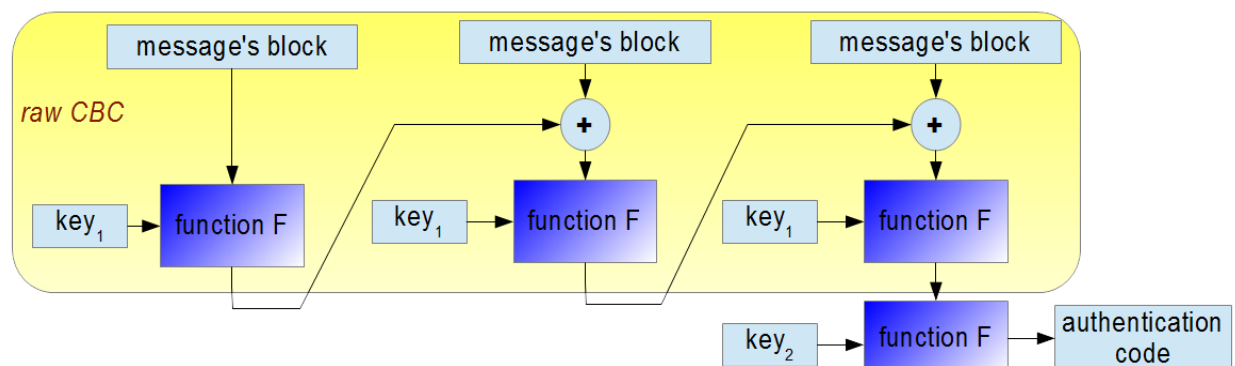 message's block
message's block
message's block
raw CBC
+
+
key₁
function F
key₁
function F
key₁
function F
key₂
function F
authentication
code